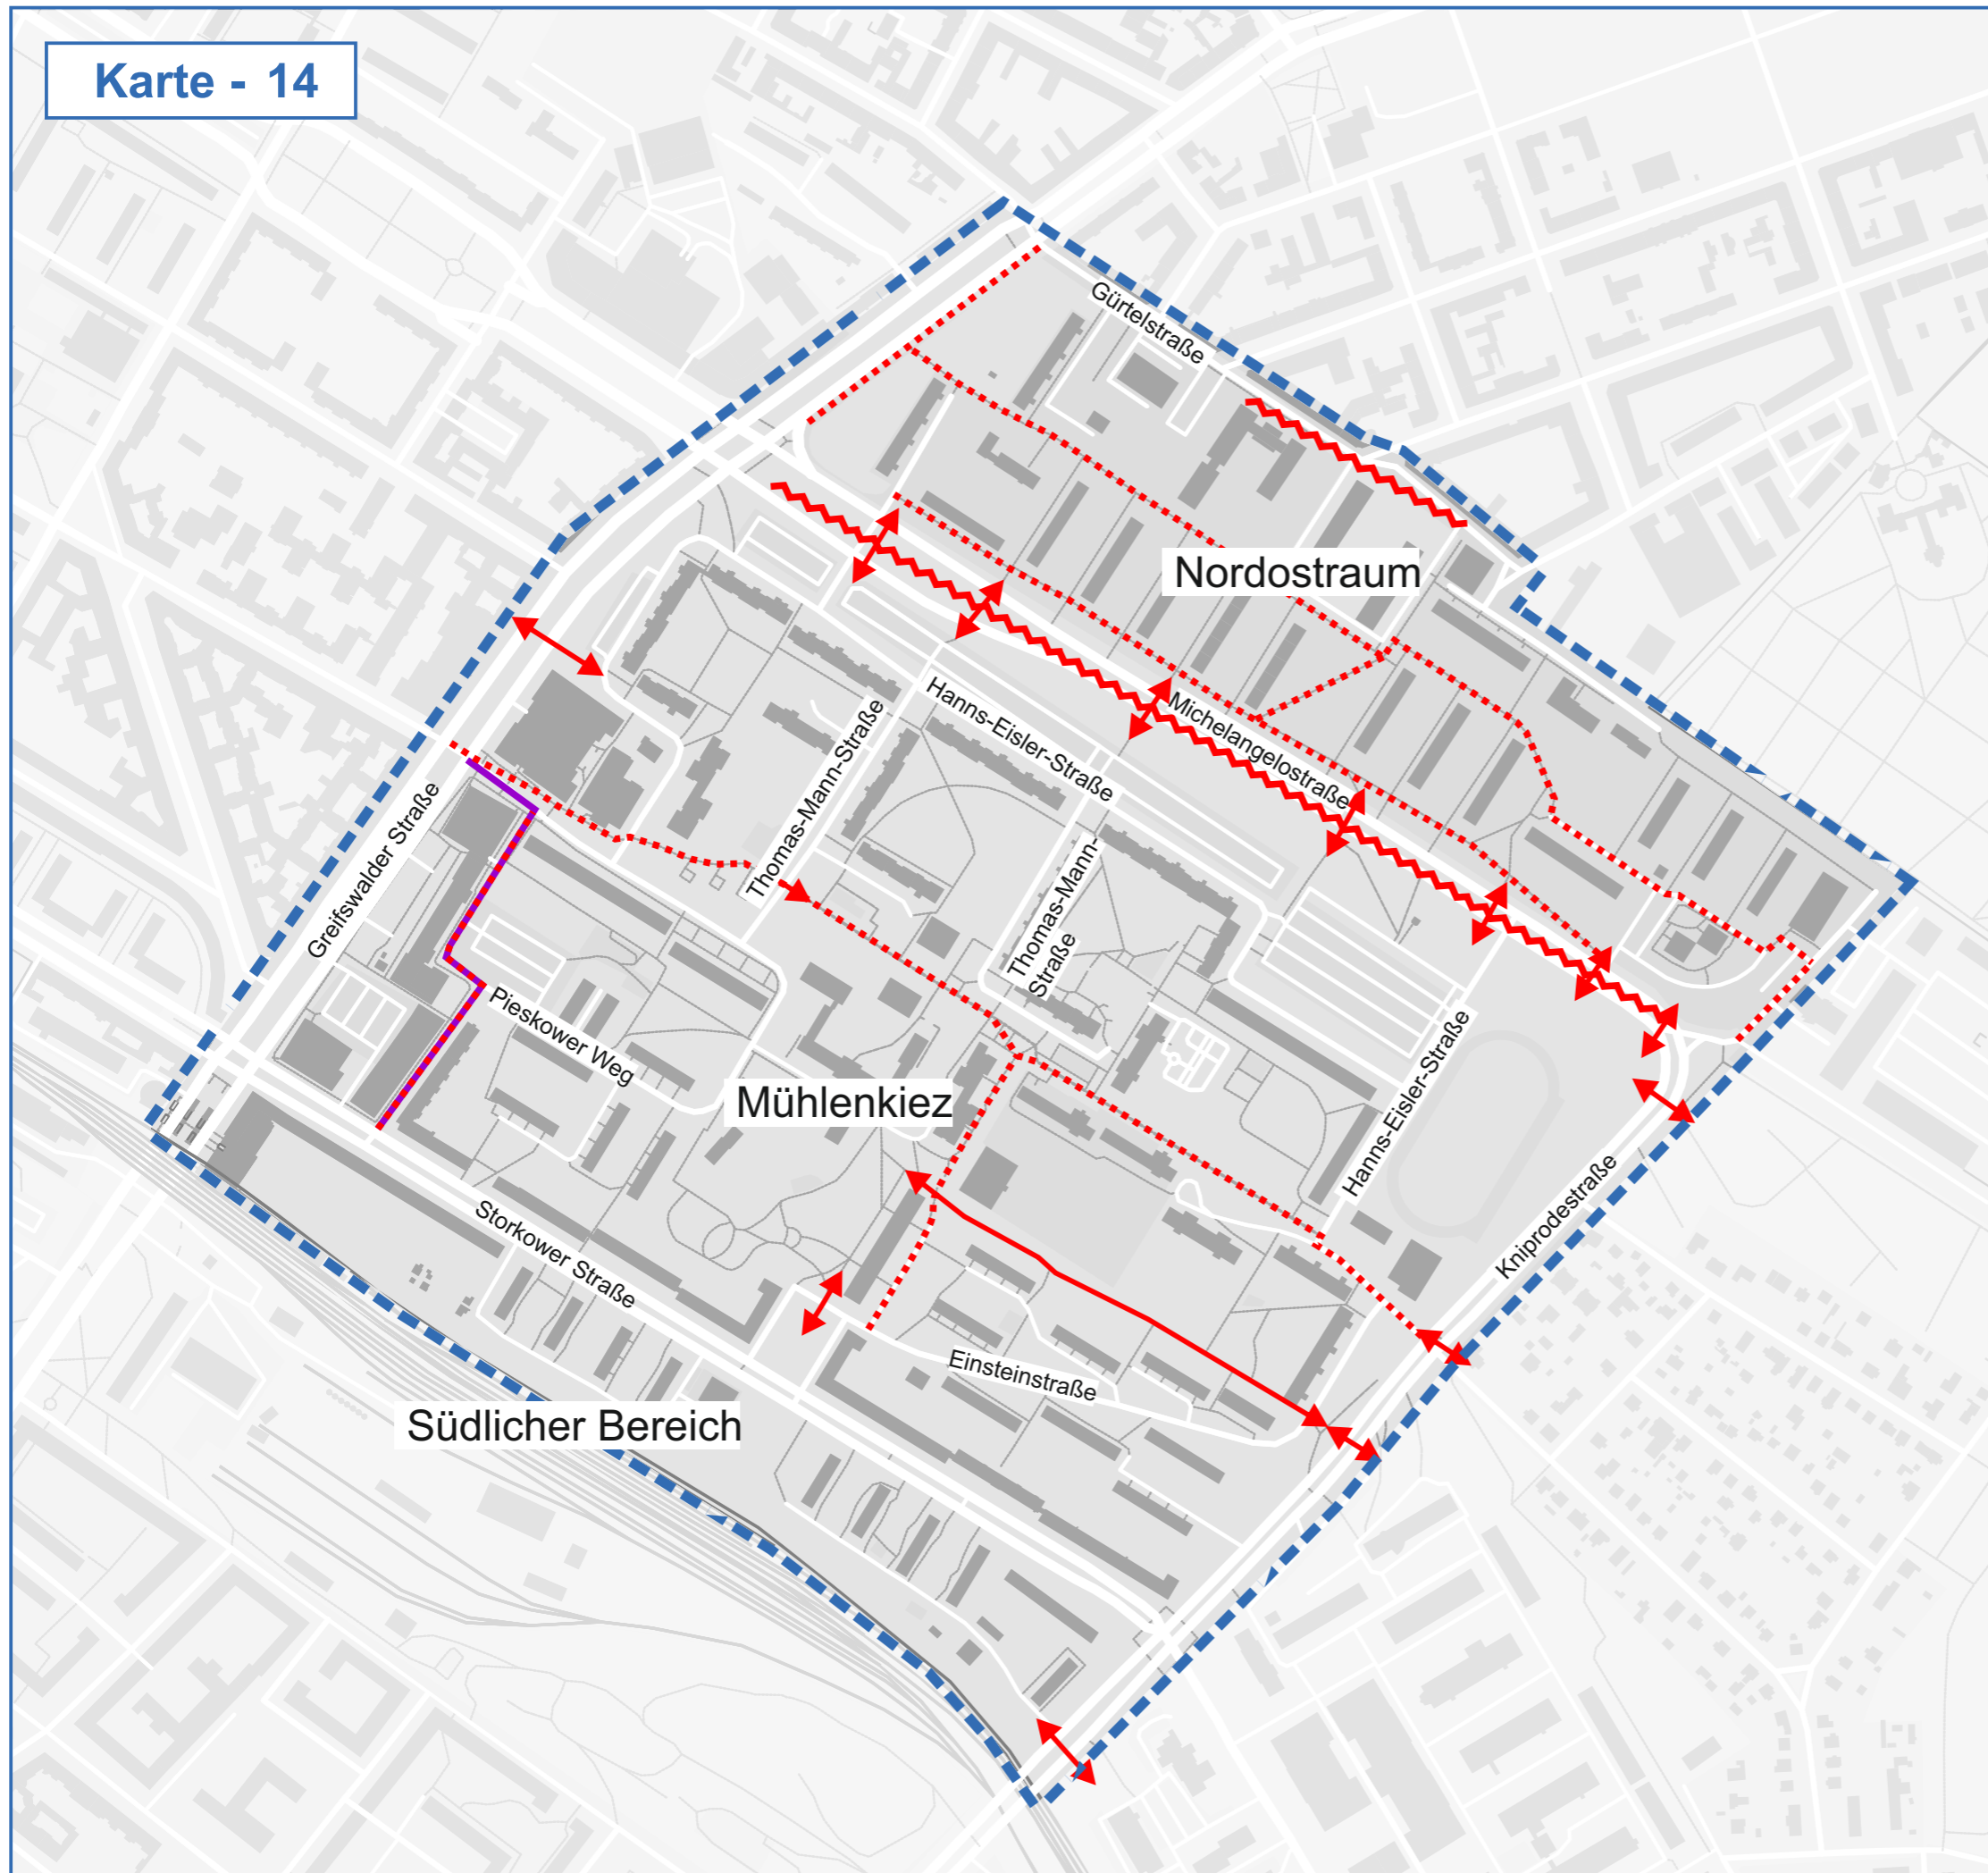 Karte - 14
Gürtelstraße
Nordostraum
Michelangelostraße
Hanns-Eisler-Straße
Thomas-Mann-Straße
Greifswalder Straße
Thomas-Mann-
Straße
Pieskower Weg
Hanns-Eisler-Straße
Mühlenkiez
Kniprodestraße
Storkower Straße
Einsteinstraße
Südlicher Bereich